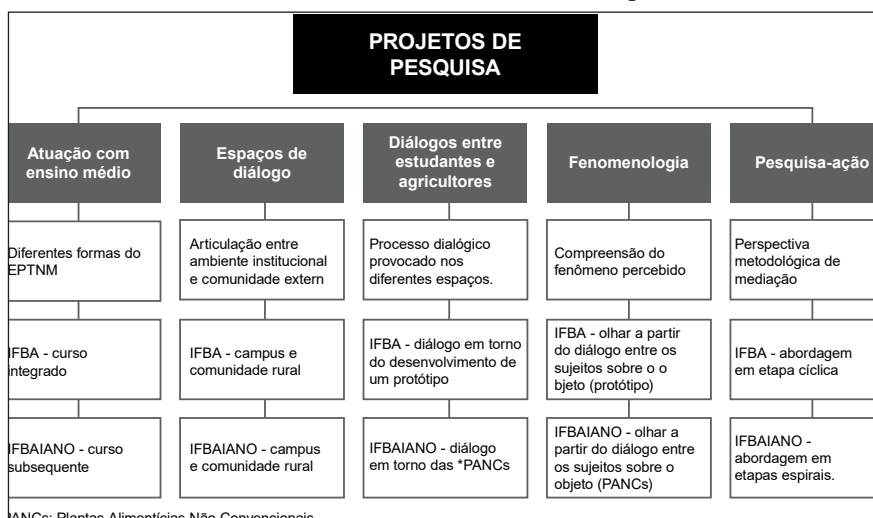 PROJETOS DE
PESQUISA
Atuação com
ensino médio
Espaços de
diálogo
Diálogos entre
estudantes e
agricultores
Fenomenologia
Pesquisa-ação
Diferentes formas do
EPTNM
Articulação entre
ambiente institucional
e comunidade extern
Processo dialógico
provocado nos
diferentes espaços.
Compreensão do
fenômeno percebido
Perspectiva
metodológica de
mediação
IFBA - curso
integrado
IFBA - campus e
comunidade rural
IFBA - diálogo em torno
do desenvolvimento de
um protótipo
IFBA - olhar a partir
do diálogo entre os
sujeitos sobre o o
bjeto (protótipo)
IFBA - abordagem
em etapa cíclica
IFBAIANO - curso
subsequente
IFBAIANO - campus
e comunidade rural
IFBAIANO - diálogo
em torno das *PANCs
IFBAIANO - olhar a
partir do diálogo entre
os sujeitos sobre o
objeto (PANCs)
IFBAIANO -
abordagem em
etapas espirais.
PANCs: Plantas Alimentícias Não Convencionais